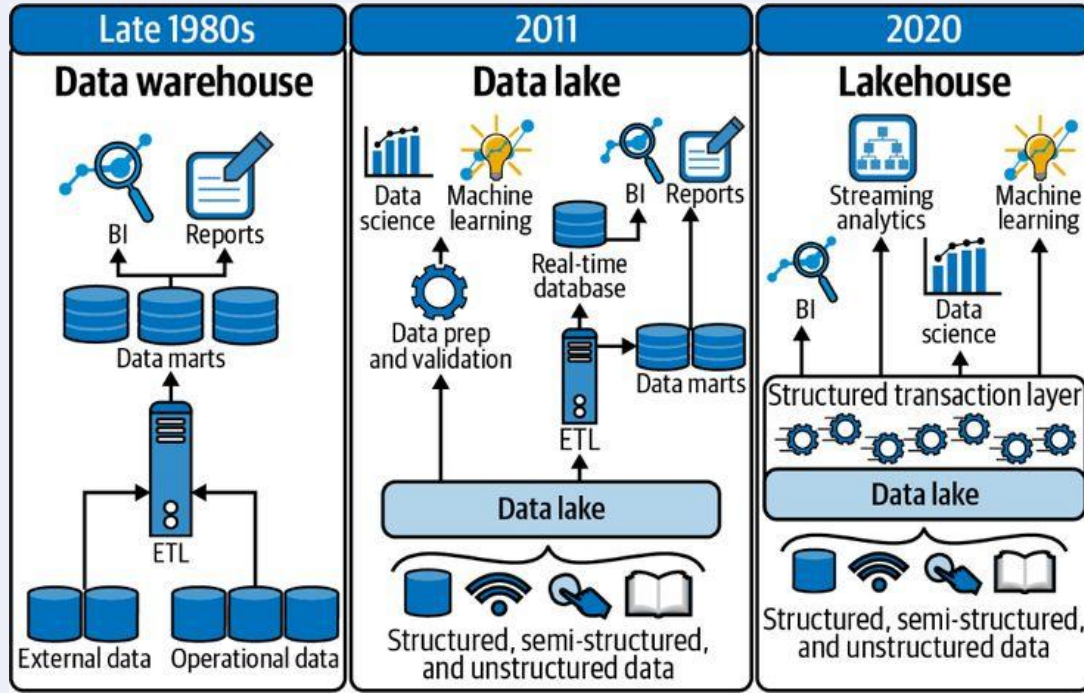 Late 1980s
Data warehouse
BI
Reports
Data marts
ETL
External data
Operational data
2011
Data lake
Data
science
Machine
learning
BI
Reports
Real-time
database
Data prep
and validation
Data marts
ETL
Data lake
Structured, semi-structured,
and unstructured data
2020
Lakehouse
Streaming
analytics
Machine
learning
BI
Data
science
Structured transaction layer
Data lake
Structured, semi-structured,
and unstructured data